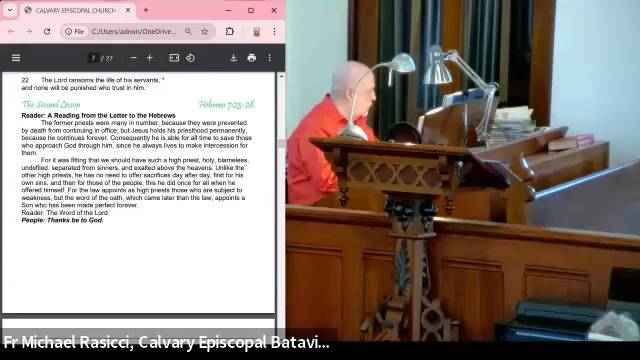 CALVARY EPISCOPAL CHURCH
File
C:/Users/admin/OneDrive...
7 / 27
22 The Lord ransoms the life of his servants, *
and none will be punished who trust in him.
The Second Lesson Hebrews 7:23-28
Reader: A Reading from the Letter to the Hebrews
The former priests were many in number, because they were prevented
by death from continuing in office; but Jesus holds his priesthood permanently,
because he continues forever. Consequently he is able for all time to save those
who approach God through him, since he always lives to make intercession for
them.
For it was fitting that we should have such a high priest, holy, blameless,
undefiled, separated from sinners, and exalted above the heavens. Unlike the
other high priests, he has no need to offer sacrifices day after day, first for
his own sins, and then for those of the people; this he did once for all when he
offered himself. For the law appoints as high priests those who are subject to
weakness, but the word of the oath, which came later than the law, appoints a
Son who has been made perfect forever.
Reader: The Word of the Lord.
People: Thanks be to God.
Fr Michael Rasicci, Calvary Episcopal Batavi...